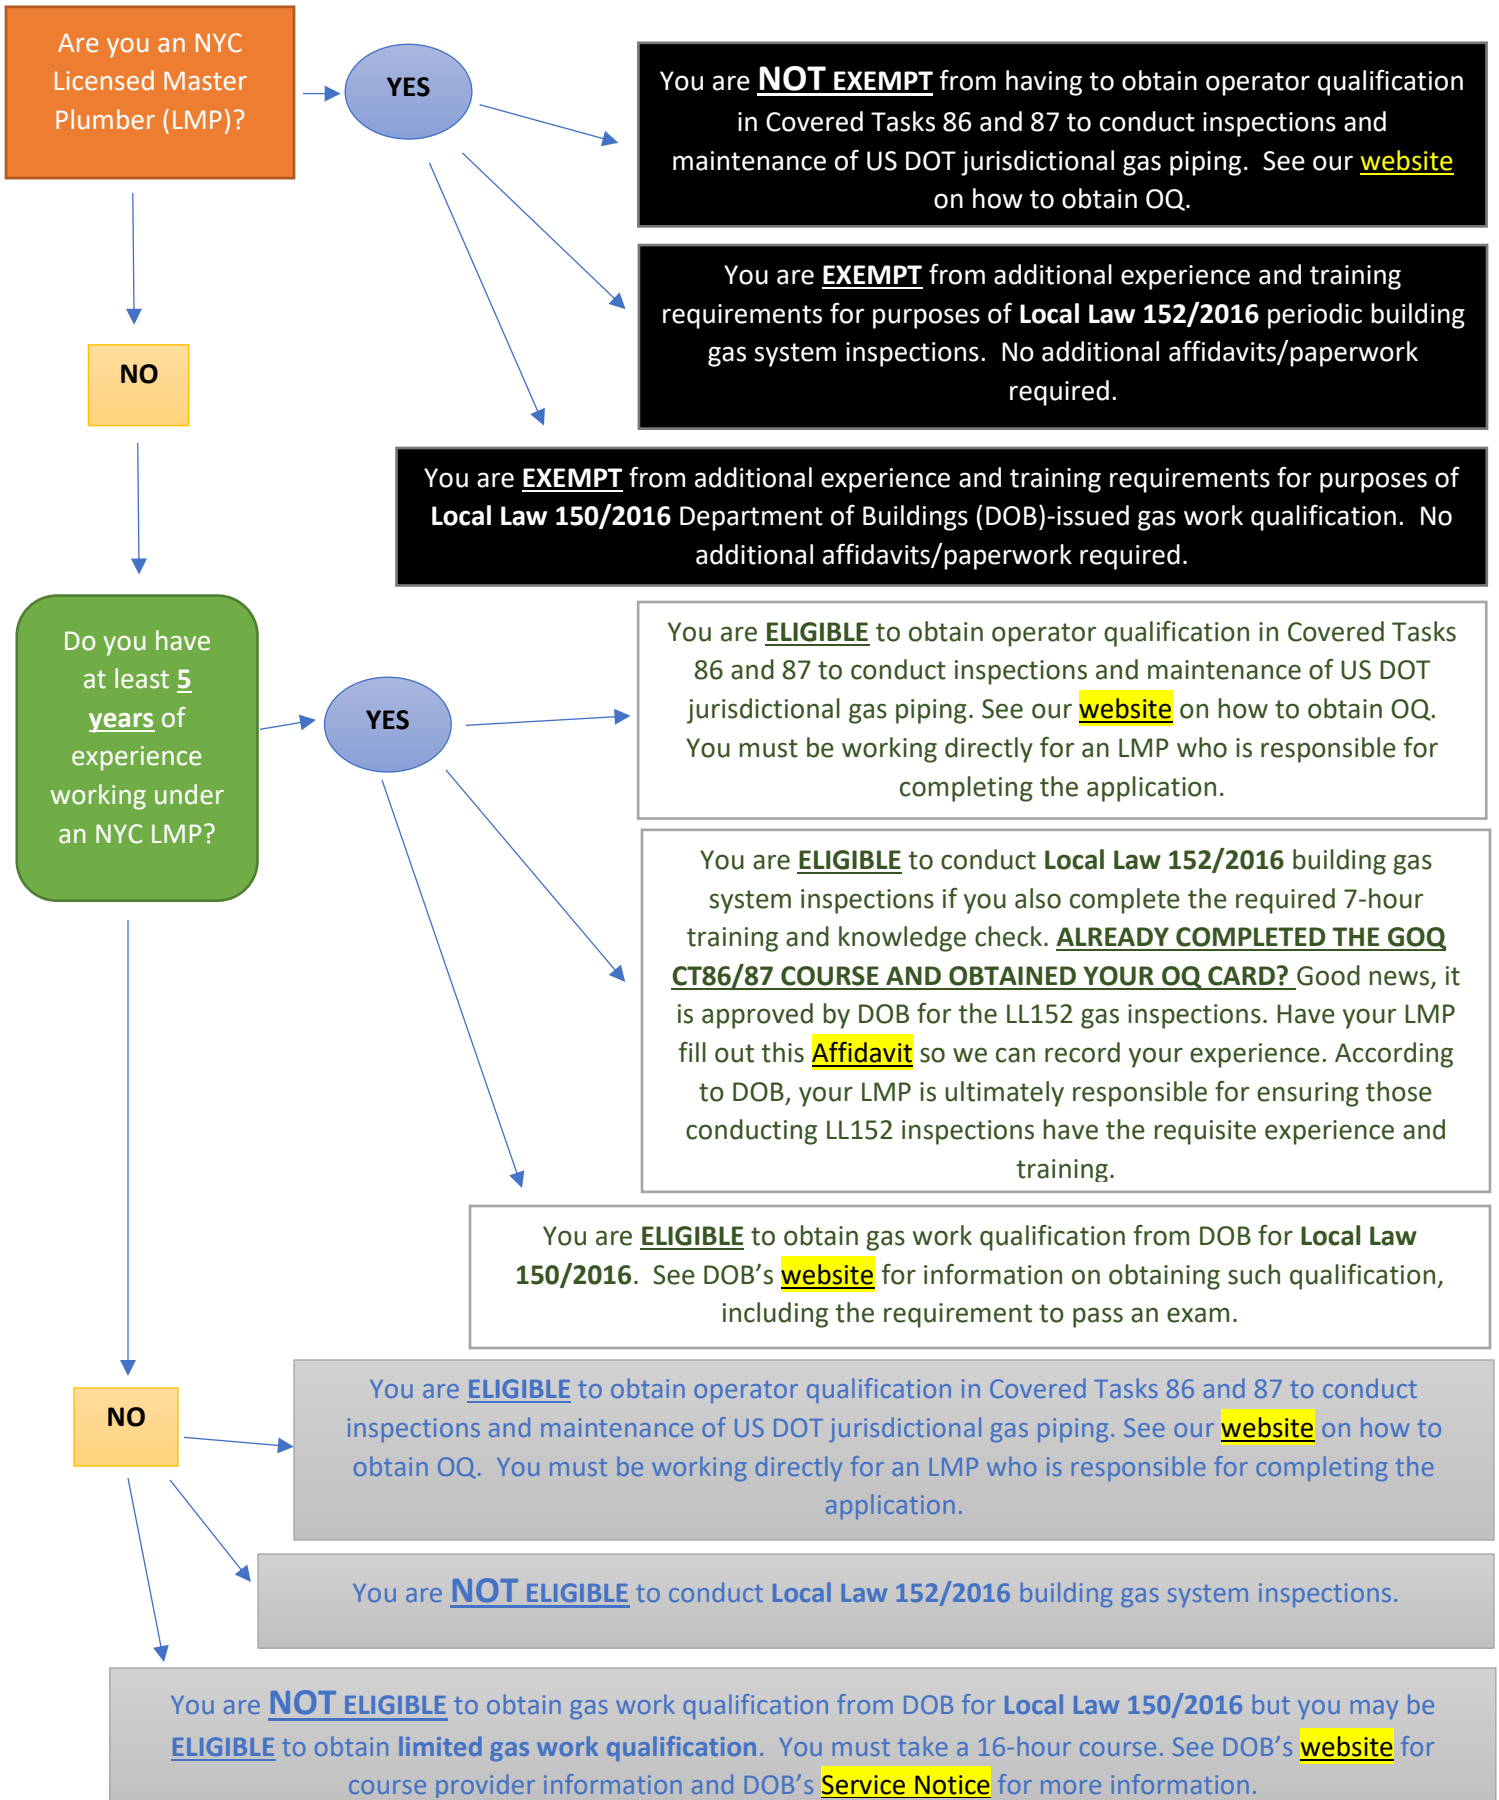 Are you an NYC
Licensed Master
Plumber (LMP)?
YES
You are NOT EXEMPT from having to obtain operator qualification
in Covered Tasks 86 and 87 to conduct inspections and
maintenance of US DOT jurisdictional gas piping.  See our website
on how to obtain OQ.
You are EXEMPT from additional experience and training
requirements for purposes of Local Law 152/2016 periodic building
gas system inspections.  No additional affidavits/paperwork
required.
NO
You are EXEMPT from additional experience and training requirements for purposes of
Local Law 150/2016 Department of Buildings (DOB)-issued gas work qualification.  No
additional affidavits/paperwork required.
Do you have
at least 5
years of
experience
working under
an NYC LMP?
YES
You are ELIGIBLE to obtain operator qualification in Covered Tasks
86 and 87 to conduct inspections and maintenance of US DOT
jurisdictional gas piping. See our website on how to obtain OQ.
You must be working directly for an LMP who is responsible for
completing the application.
You are ELIGIBLE to conduct Local Law 152/2016 building gas
system inspections if you also complete the required 7-hour
training and knowledge check. ALREADY COMPLETED THE GOQ
CT86/87 COURSE AND OBTAINED YOUR OQ CARD? Good news, it
is approved by DOB for the LL152 gas inspections. Have your LMP
fill out this Affidavit so we can record your experience. According
to DOB, your LMP is ultimately responsible for ensuring those
conducting LL152 inspections have the requisite experience and
training.
You are ELIGIBLE to obtain gas work qualification from DOB for Local Law
150/2016.  See DOB’s website for information on obtaining such qualification,
including the requirement to pass an exam.
NO
You are ELIGIBLE to obtain operator qualification in Covered Tasks 86 and 87 to conduct
inspections and maintenance of US DOT jurisdictional gas piping. See our website on how to
obtain OQ.  You must be working directly for an LMP who is responsible for completing the
application.
You are NOT ELIGIBLE to conduct Local Law 152/2016 building gas system inspections.
You are NOT ELIGIBLE to obtain gas work qualification from DOB for Local Law 150/2016 but you may be
ELIGIBLE to obtain limited gas work qualification.  You must take a 16-hour course. See DOB’s website for
course provider information and DOB’s Service Notice for more information.